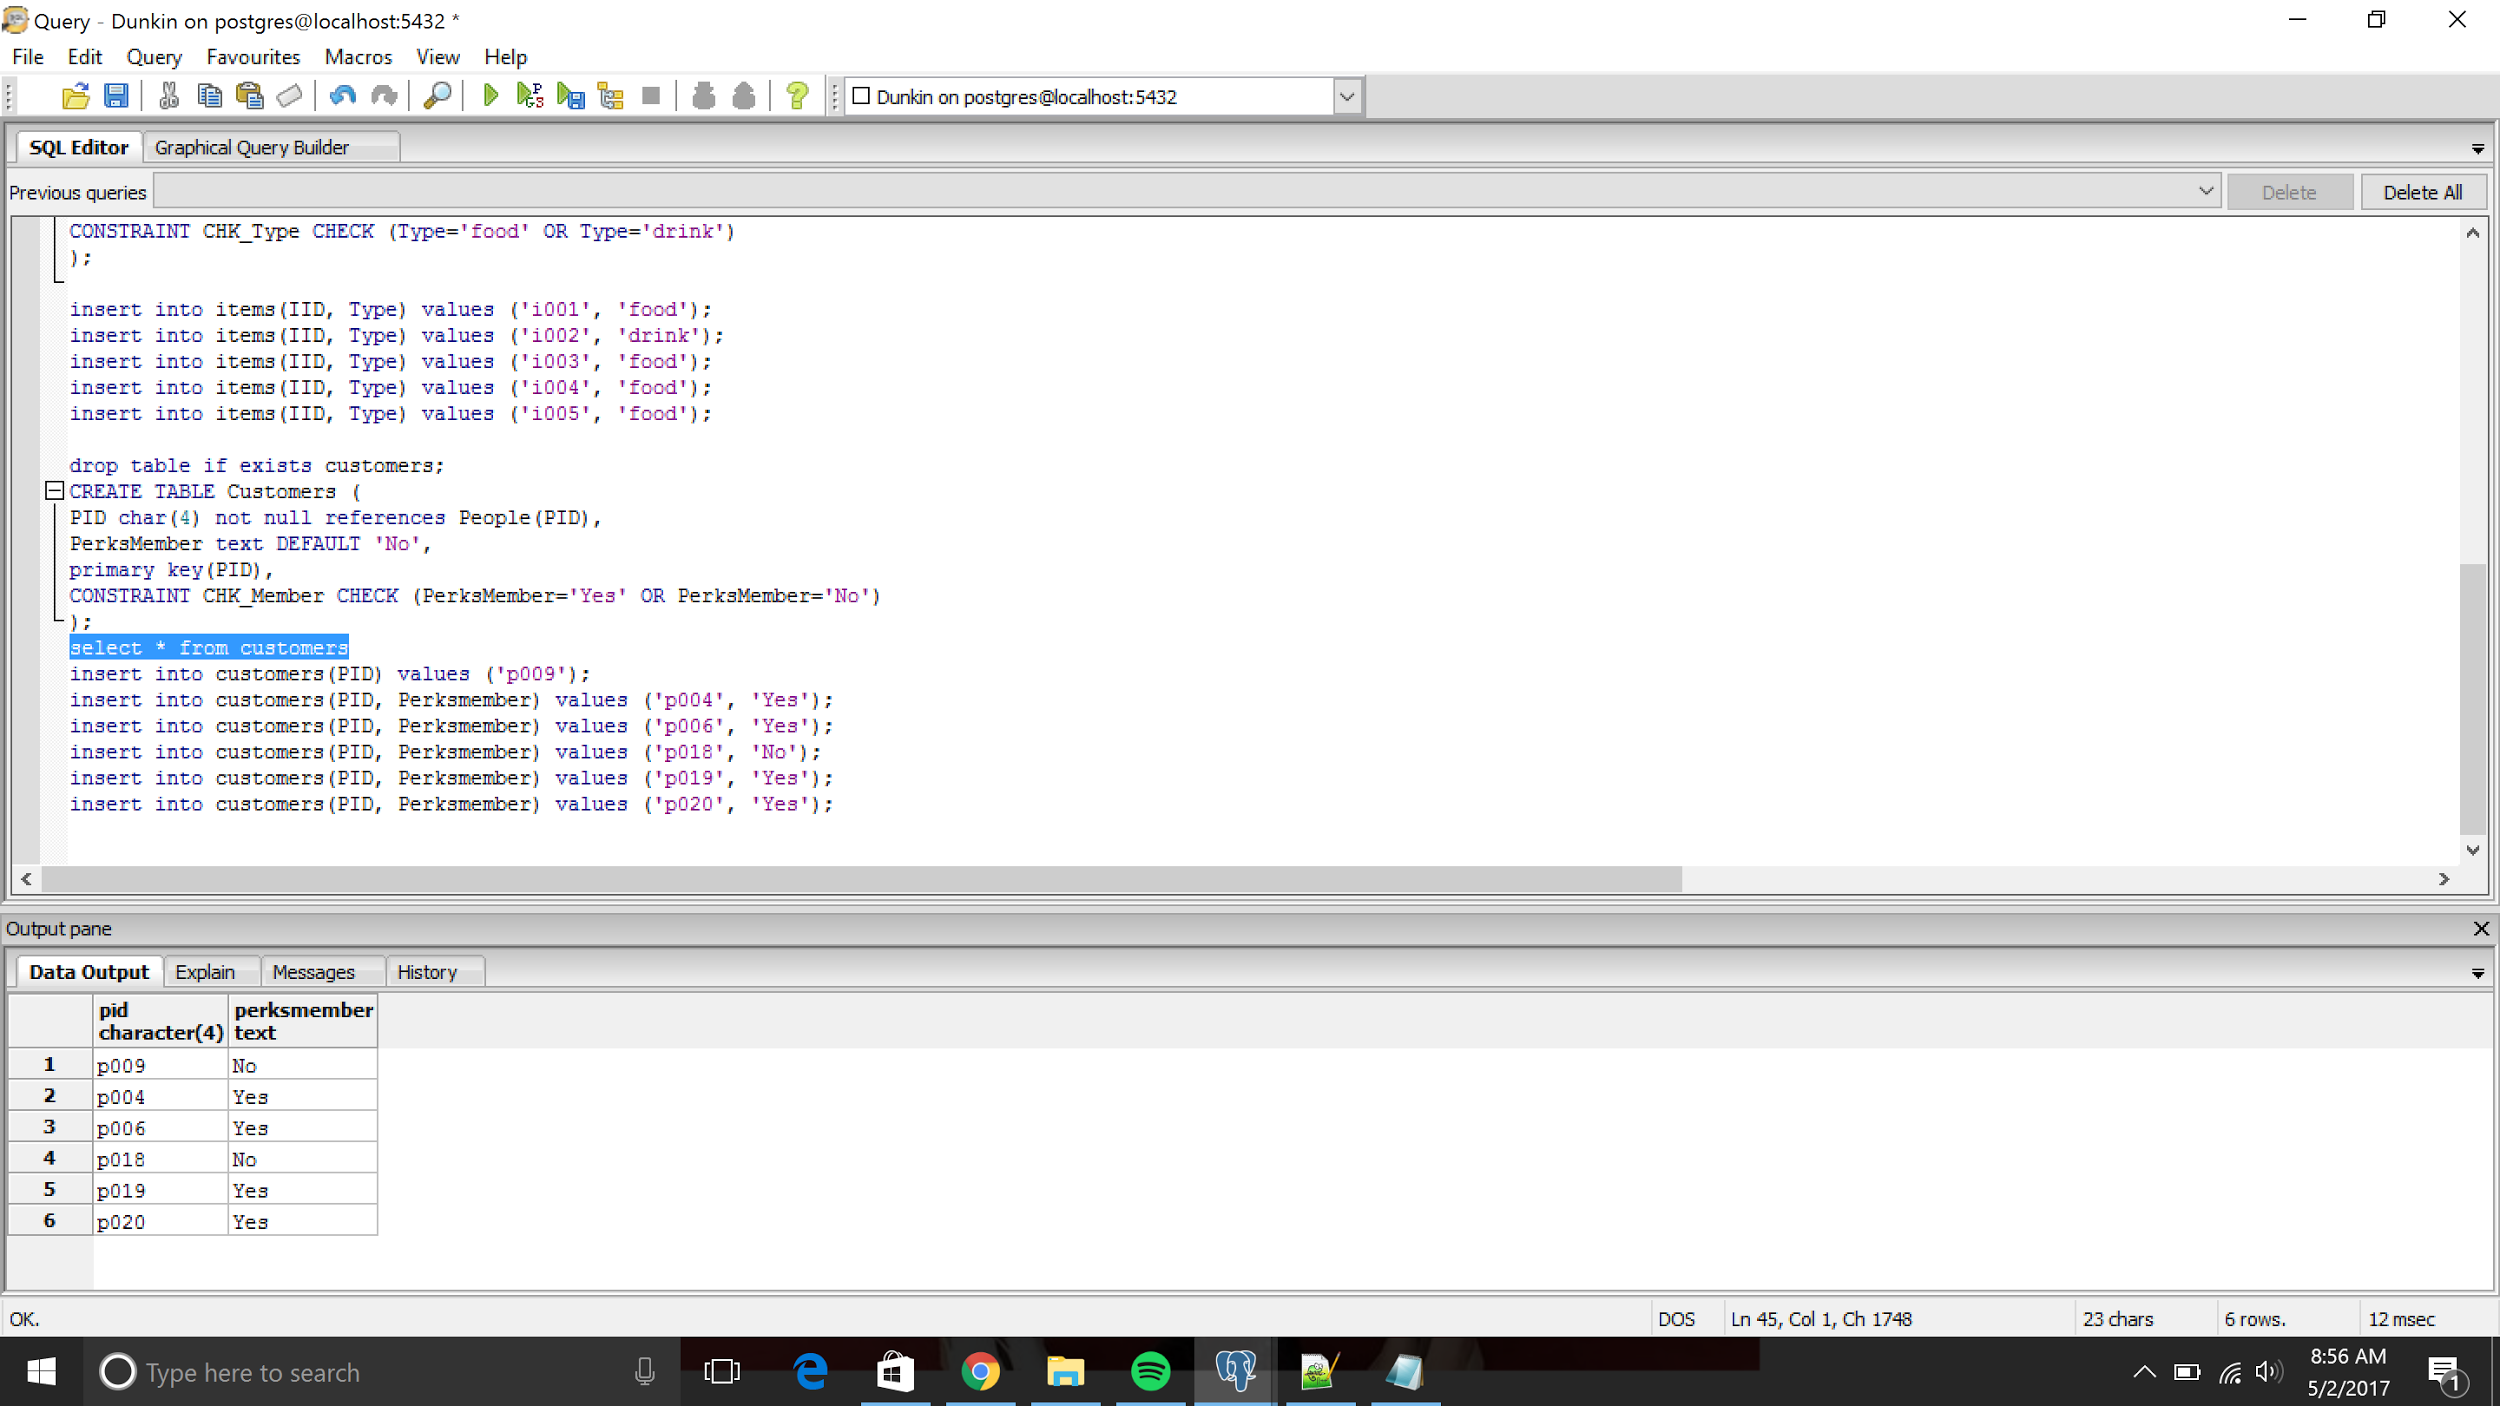 Query - Dunkin on postgres@localhost:5432 *
File Edit Query Favourites Macros View Help
Dunkin on postgres@localhost:5432
SQL Editor Graphical Query Builder
Previous queries Delete Delete All
CONSTRAINT CHK_Type CHECK (Type='food' OR Type='drink')
);
insert into items(IID, Type) values ('i001', 'food');
insert into items(IID, Type) values ('i002', 'drink');
insert into items(IID, Type) values ('i003', 'food');
insert into items(IID, Type) values ('i004', 'food');
insert into items(IID, Type) values ('i005', 'food');
drop table if exists customers;
CREATE TABLE Customers (
PID char(4) not null references People(PID),
PerksMember text DEFAULT 'No',
primary key(PID),
CONSTRAINT CHK_Member CHECK (PerksMember='Yes' OR PerksMember='No')
);
select * from customers
insert into customers(PID) values ('p009');
insert into customers(PID, Perksmember) values ('p004', 'Yes');
insert into customers(PID, Perksmember) values ('p006', 'Yes');
insert into customers(PID, Perksmember) values ('p018', 'No');
insert into customers(PID, Perksmember) values ('p019', 'Yes');
insert into customers(PID, Perksmember) values ('p020', 'Yes');
Output pane
Data Output Explain Messages History
pid perksmember
character(4) text
1 p009 No
2 p004 Yes
3 p006 Yes
4 p018 No
5 p019 Yes
6 p020 Yes
OK. DOS Ln 45, Col 1, Ch 1748 23 chars 6 rows. 12 msec
Type here to search
8:56 AM
5/2/2017
1